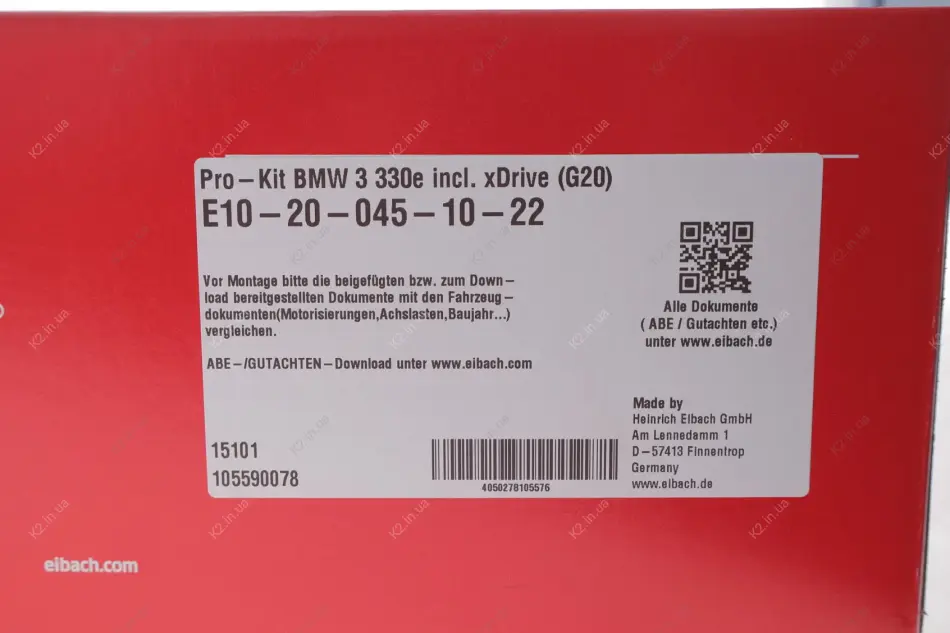 Pro-Kit BMW 3 330e incl. xDrive (G20)
E10-20-045-10-22
Vor Montage bitte die beigefügten bzw. zum Down-
load bereitgestellten Dokumente mit den Fahrzeug-
dokumenten(Motorisierungen,Achslasten,Baujahr...)
vergleichen.
ABE-/GUTACHTEN-Download unter www.eibach.com
Alle Dokumente
( ABE / Gutachten etc.)
unter www.eibach.de
Made by
Heinrich Eibach GmbH
Am Lennedamm 1
D-57413 Finnentrop
Germany
www.eibach.de
15101
105590078
4050278105576
eibach.com
K2.in.ua